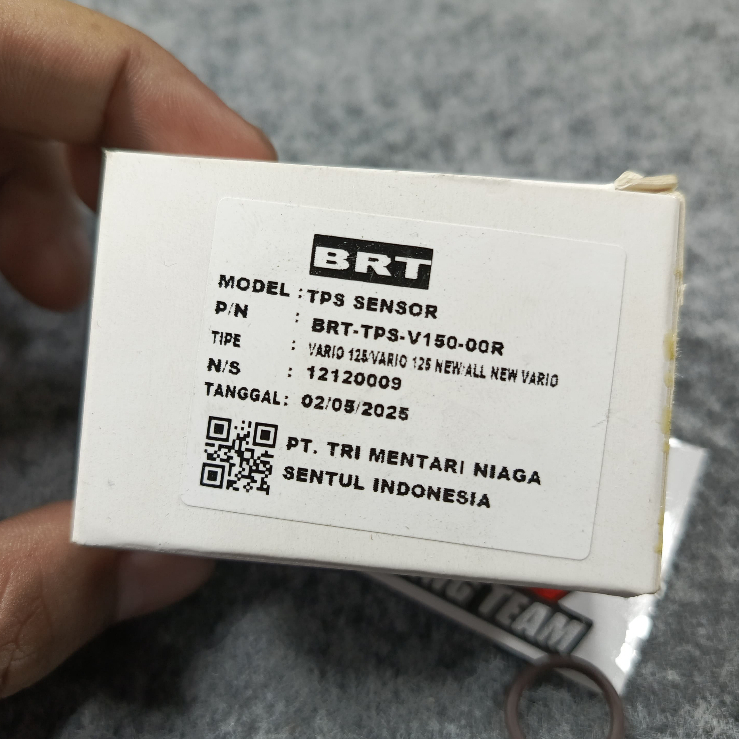 BRT
MODEL : TPS SENSOR
P/N : BRT-TPS-V150-00R
TIPE : VARIO 125/VARIO 125 NEW/ALL NEW VARIO
N/S : 12120009
TANGGAL : 02/05/2025
PT. TRI MENTARI NIAGA
SENTUL INDONESIA
TEAM